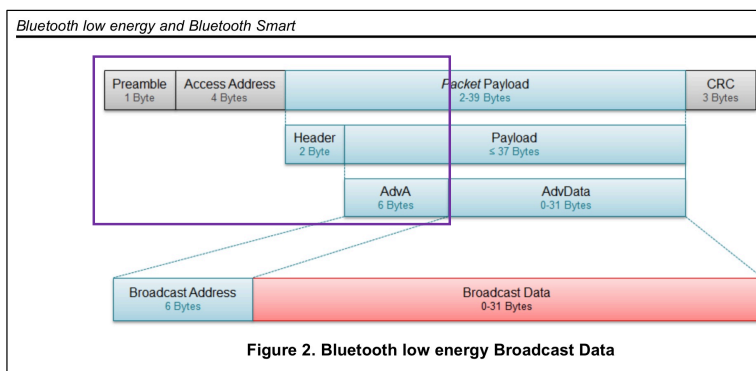 Bluetooth low energy and Bluetooth Smart
Preamble Access Address Packet Payload CRC
1 Byte 4 Bytes 2-39 Bytes 3 Bytes
Header Payload
2 Byte ≤ 37 Bytes
AdvA AdvData
6 Bytes 0-31 Bytes
Broadcast Address Broadcast Data
6 Bytes 0-31 Bytes
Figure 2. Bluetooth low energy Broadcast Data